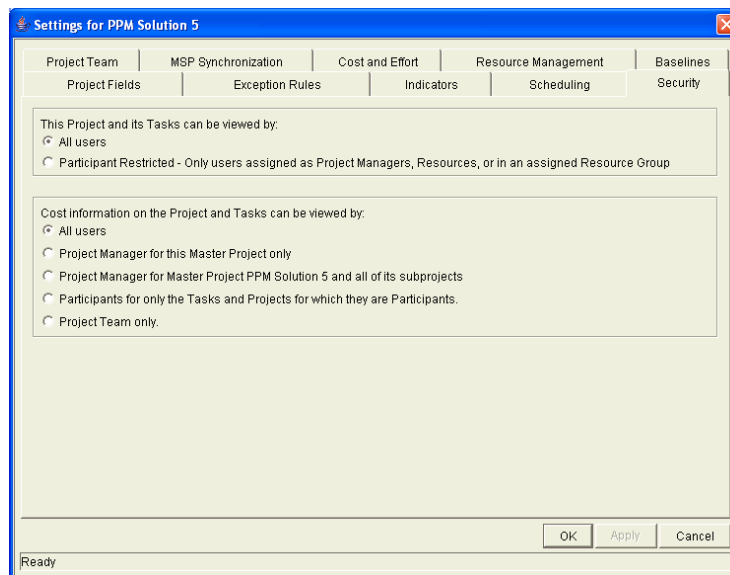 Settings for PPM Solution 5
Project Team MSP Synchronization Cost and Effort Resource Management Baselines
Project Fields Exception Rules Indicators Scheduling Security
This Project and its Tasks can be viewed by:
All users
Participant Restricted - Only users assigned as Project Managers, Resources, or in an assigned Resource Group
Cost information on the Project and Tasks can be viewed by:
All users
Project Manager for this Master Project only
Project Manager for Master Project PPM Solution 5 and all of its subprojects
Participants for only the Tasks and Projects for which they are Participants.
Project Team only.
OK Apply Cancel
Ready